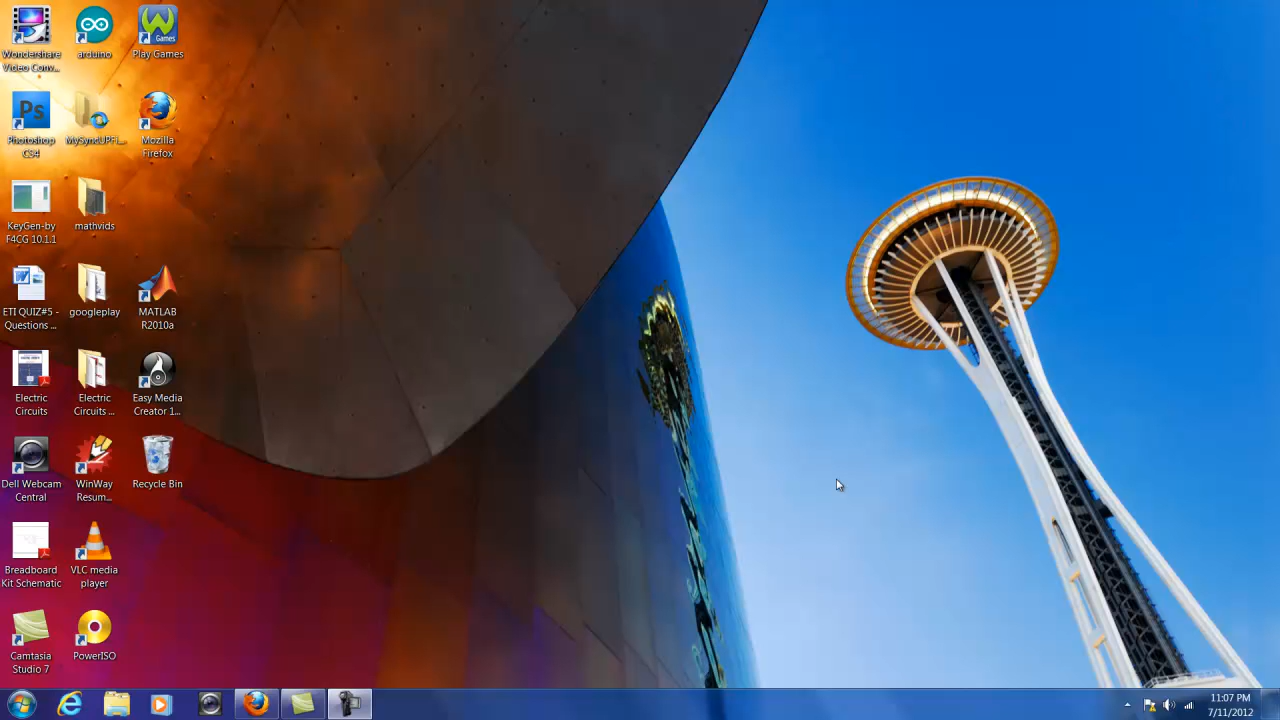 Wondershare
Video Conv...
arduino
Games
Play Games
Ps
Photoshop
CS4
MySyncUPFi...
Mozilla
Firefox
KeyGen-by
F4CG 10.1.1
mathvids
W
ETI QUIZ#5 -
Questions ...
googleplay
MATLAB
R2010a
Electric
Circuits
Electric
Circuits ...
Easy Media
Creator 1...
Dell Webcam
Central
WinWay
Resum...
Recycle Bin
Breadboard
Kit Schematic
VLC media
player
Camtasia
Studio 7
PowerISO
11:07 PM
7/11/2012